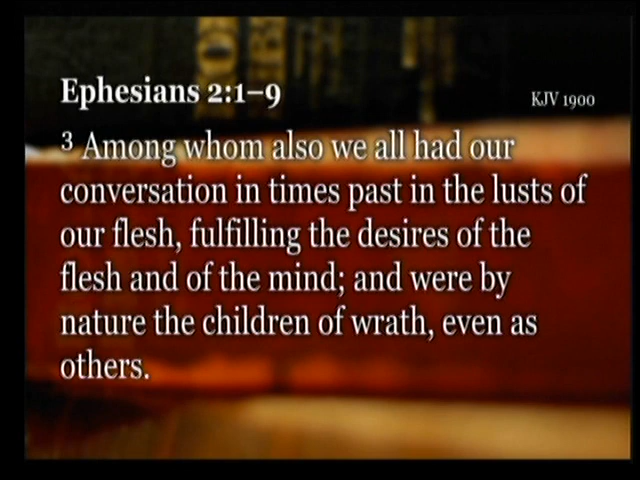 Ephesians 2:1–9
KJV 1900
3 Among whom also we all had our
conversation in times past in the lusts of
our flesh, fulfilling the desires of the
flesh and of the mind; and were by
nature the children of wrath, even as
others.